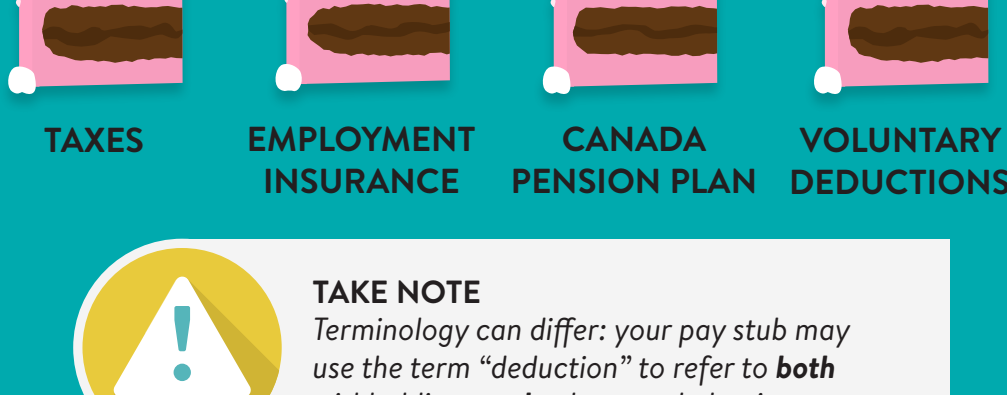 TAXES
EMPLOYMENT
INSURANCE
CANADA
PENSION PLAN
VOLUNTARY
DEDUCTIONS
TAKE NOTE
Terminology can differ: your pay stub may
use the term “deduction” to refer to both